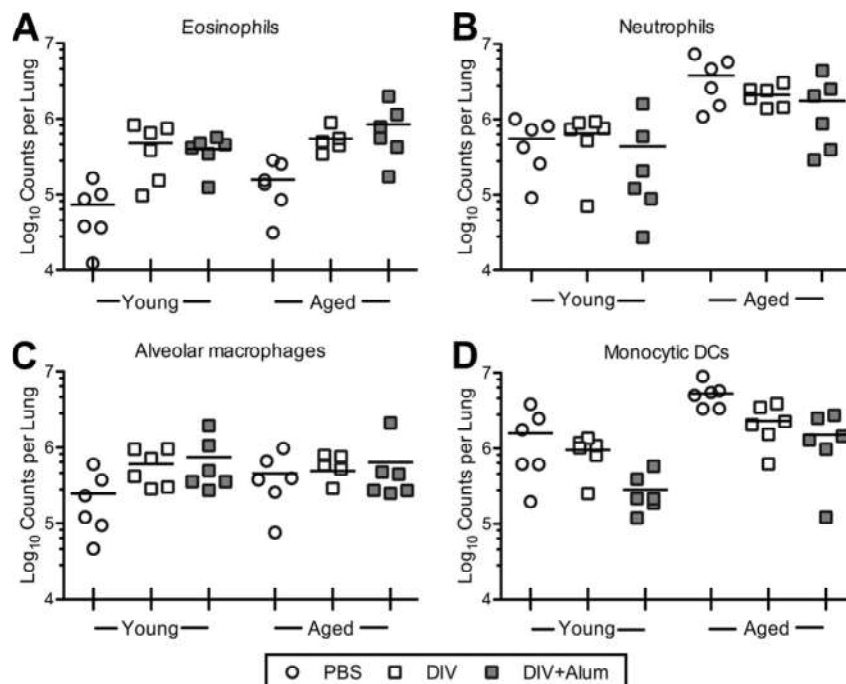 A
Eosinophils
Log10 Counts per Lung
7
6
5
4
Young
Aged
B
Neutrophils
Log10 Counts per Lung
7
6
5
4
Young
Aged
C
Alveolar macrophages
Log10 Counts per Lung
7
6
5
4
Young
Aged
D
Monocytic DCs
Log10 Counts per Lung
7
6
5
4
Young
Aged
PBS DIV DIV+Alum